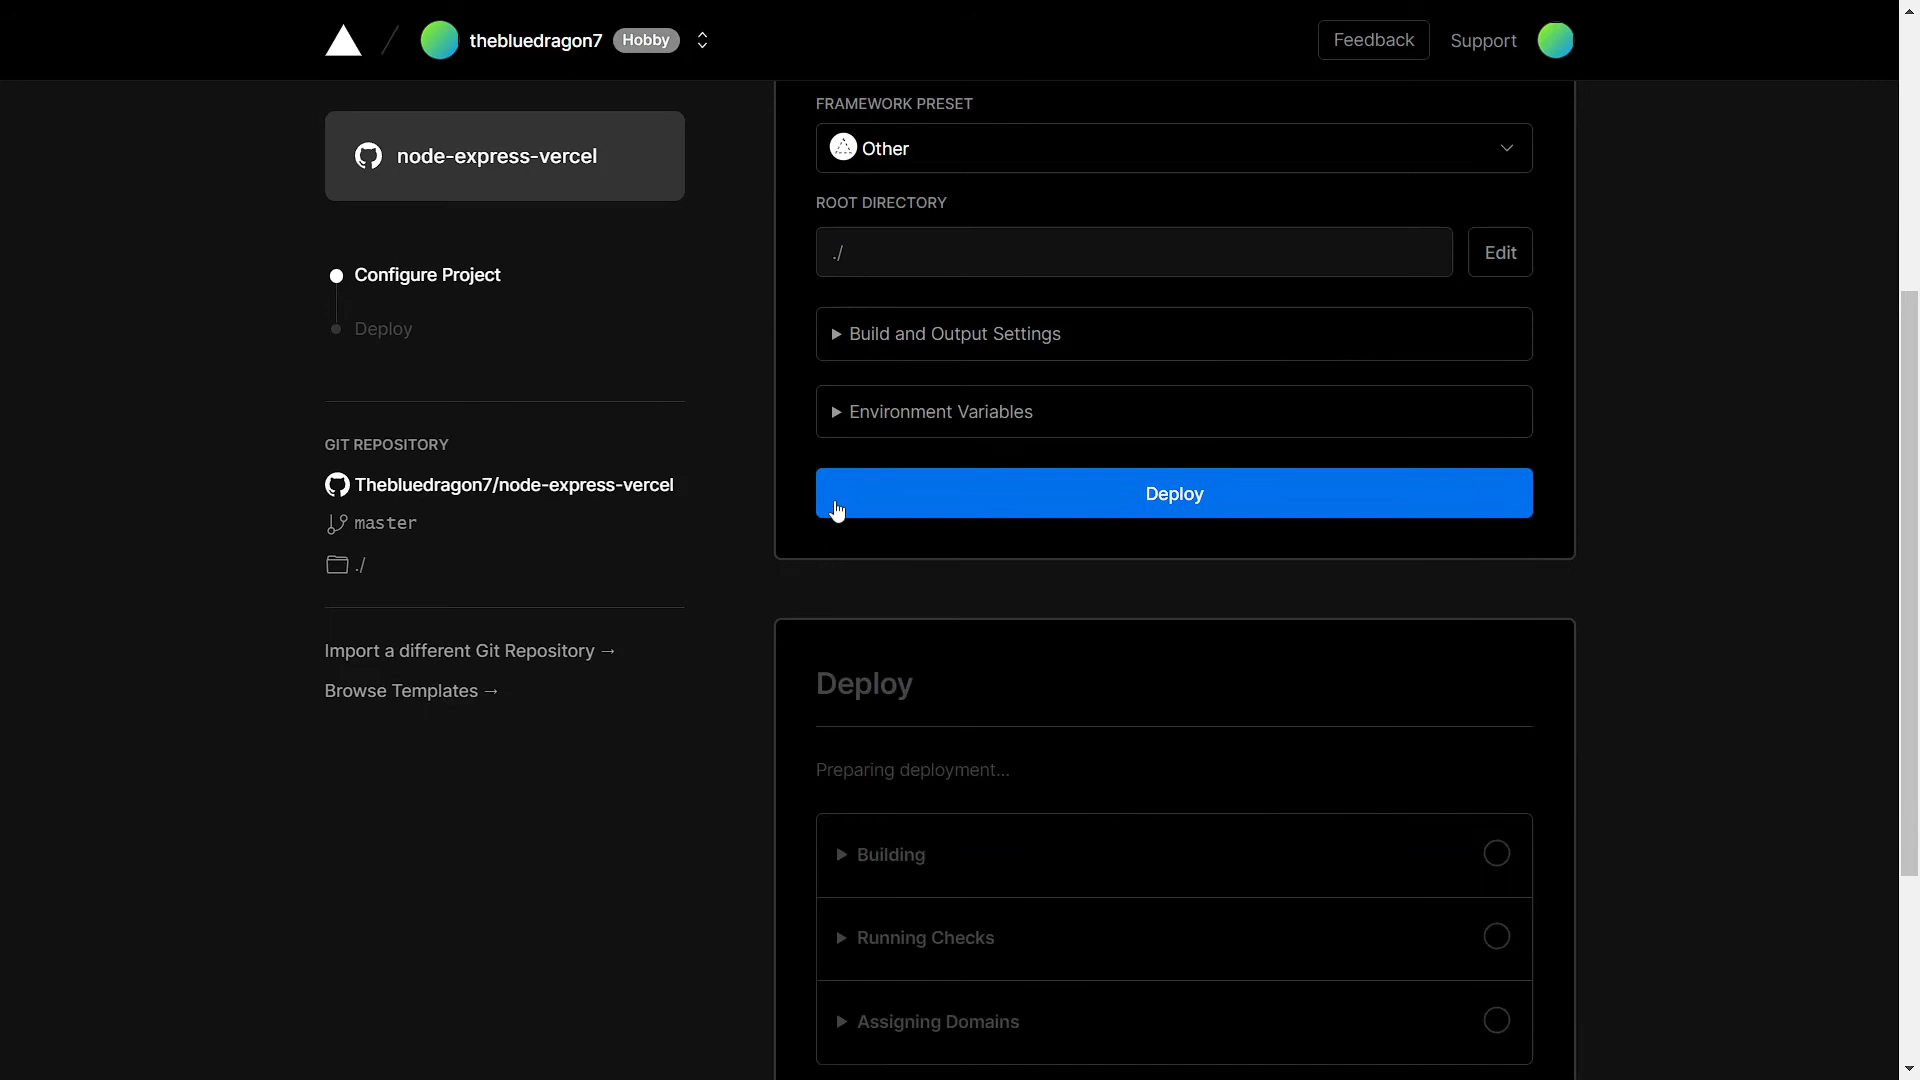 thebluedragon7 Hobby
Feedback Support
node-express-vercel
Configure Project
Deploy
GIT REPOSITORY
Thebluedragon7/node-express-vercel
master
./
Import a different Git Repository →
Browse Templates →
FRAMEWORK PRESET
Other
ROOT DIRECTORY
./ Edit
Build and Output Settings
Environment Variables
Deploy
Deploy
Preparing deployment...
Building
Running Checks
Assigning Domains